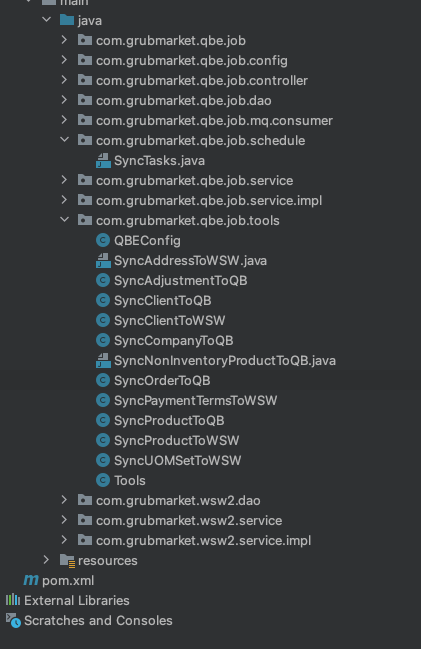 main
java
com.grubmarket.qbe.job
com.grubmarket.qbe.job.config
com.grubmarket.qbe.job.controller
com.grubmarket.qbe.job.dao
com.grubmarket.qbe.job.mq.consumer
com.grubmarket.qbe.job.schedule
SyncTasks.java
com.grubmarket.qbe.job.service
com.grubmarket.qbe.job.service.impl
com.grubmarket.qbe.job.tools
QBEConfig
SyncAddressToWSW.java
SyncAdjustmentToQB
SyncClientToQB
SyncClientToWSW
SyncCompanyToQB
SyncNonInventoryProductToQB.java
SyncOrderToQB
SyncPaymentTermsToWSW
SyncProductToQB
SyncProductToWSW
SyncUOMSetToWSW
Tools
com.grubmarket.wsw2.dao
com.grubmarket.wsw2.service
com.grubmarket.wsw2.service.impl
resources
pom.xml
External Libraries
Scratches and Consoles